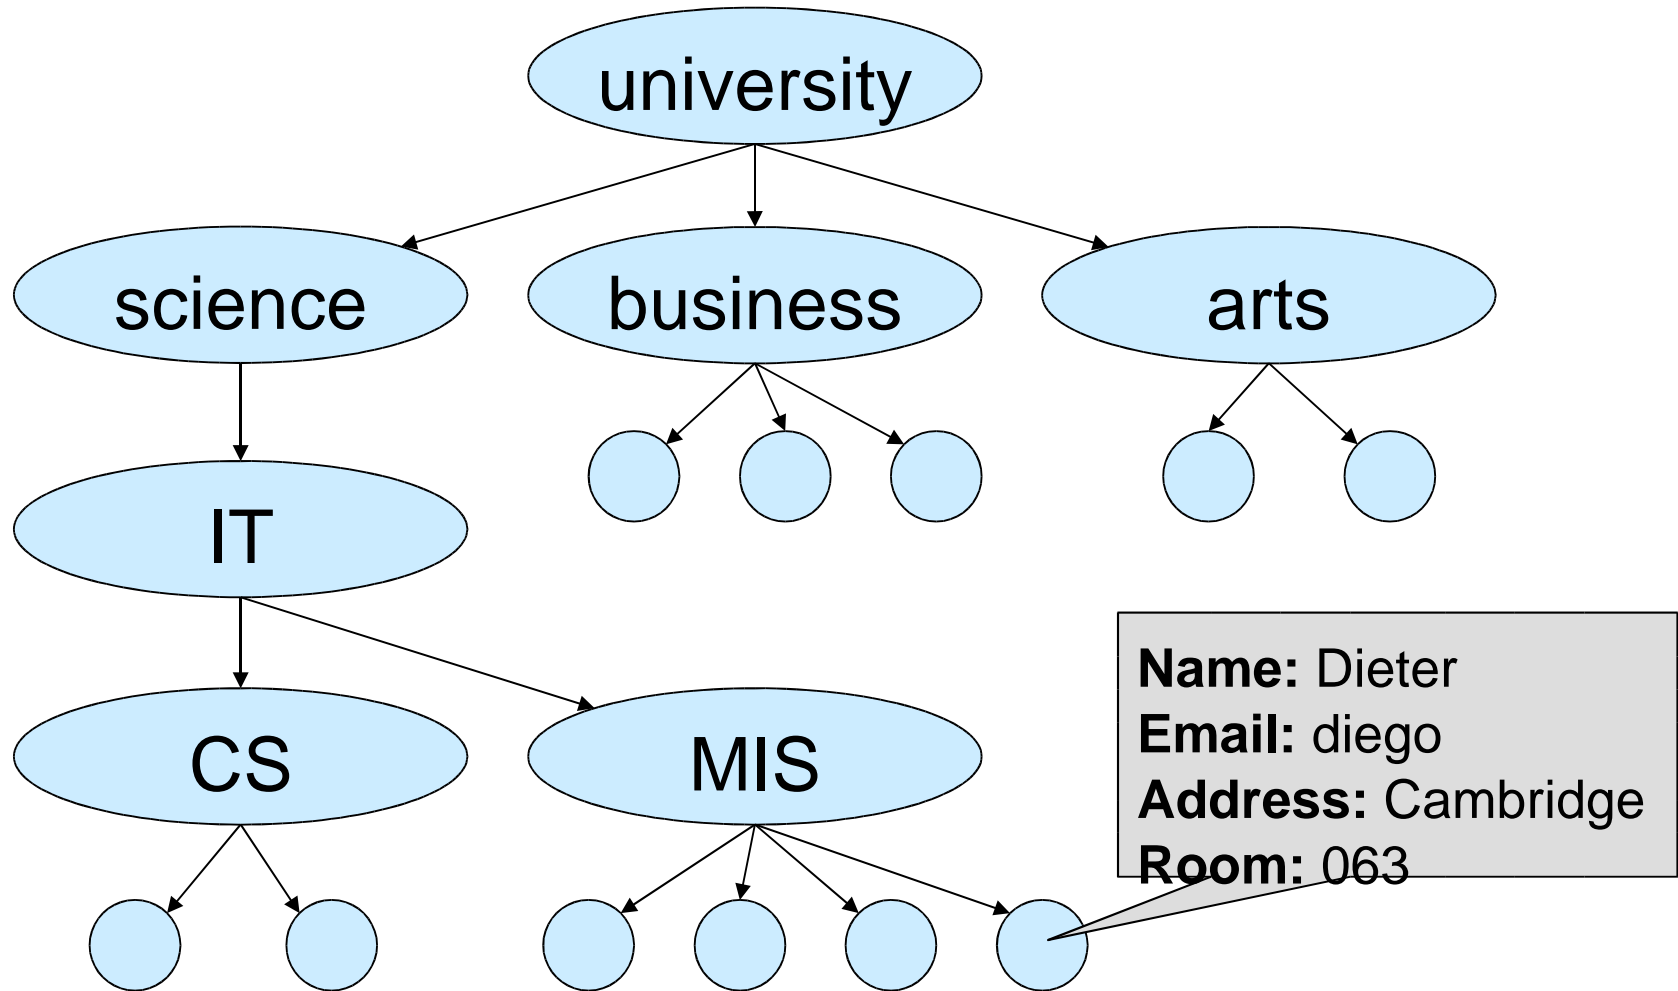 university
science
business
arts
IT
CS
MIS
Name: Dieter
Email: diego
Address: Cambridge
Room: 063